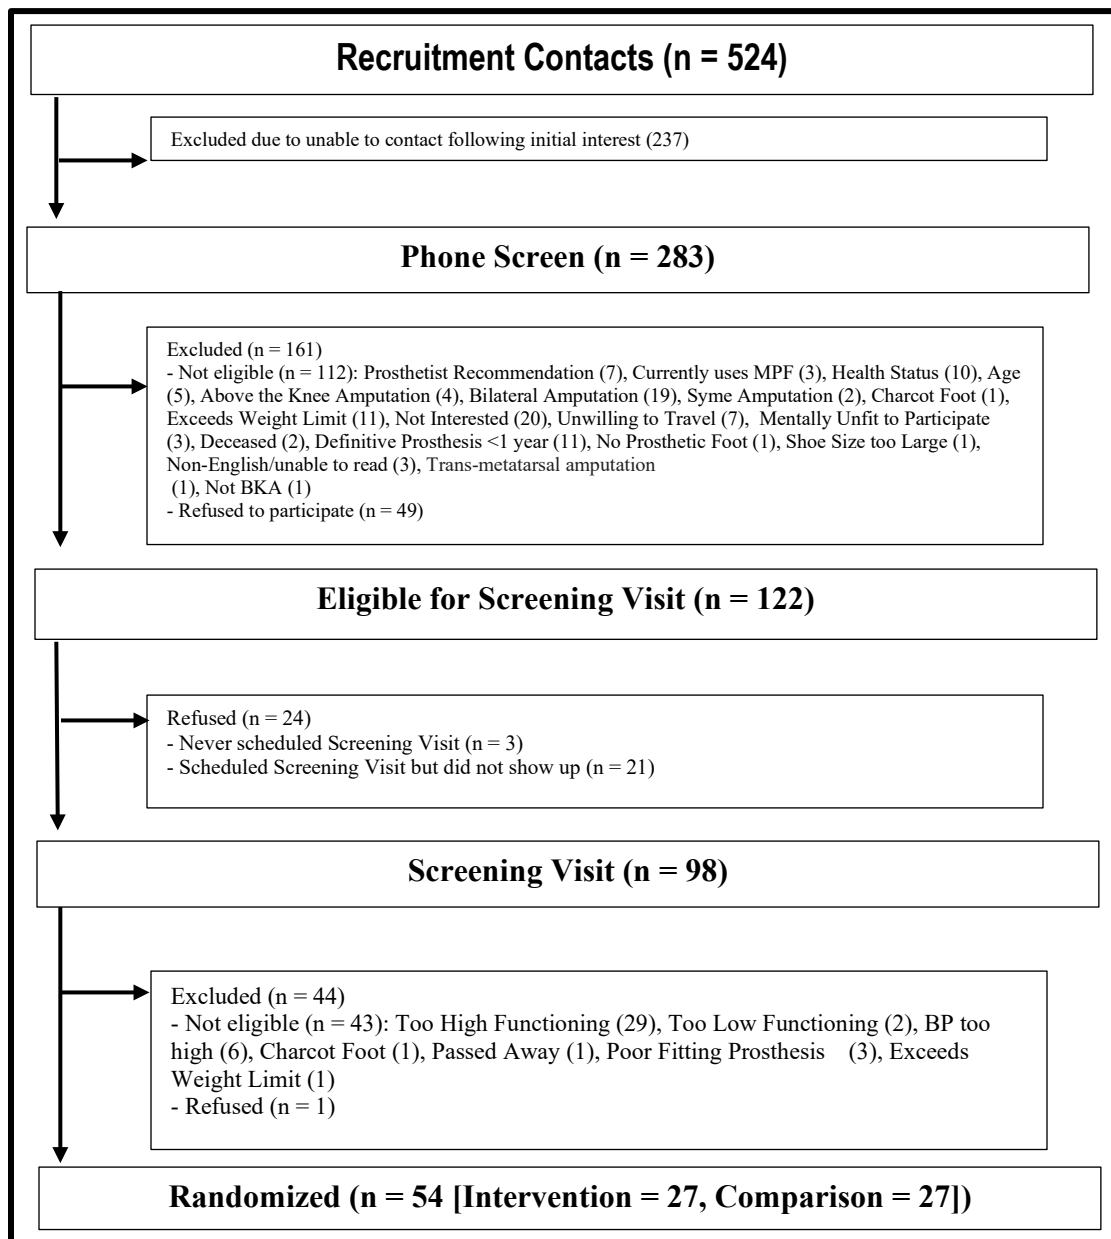 Recruitment Contacts (n = 524)
Excluded due to unable to contact following initial interest (237)
Phone Screen (n = 283)
Excluded (n = 161)
- Not eligible (n = 112): Prosthetist Recommendation (7), Currently uses MPF (3), Health Status (10), Age
(5), Above the Knee Amputation (4), Bilateral Amputation (19), Syme Amputation (2), Charcot Foot (1),
Exceeds Weight Limit (11), Not Interested (20), Unwilling to Travel (7), Mentally Unfit to Participate
(3), Deceased (2), Definitive Prosthesis <1 year (11), No Prosthetic Foot (1), Shoe Size too Large (1),
Non-English/unable to read (3), Trans-metatarsal amputation
(1), Not BKA (1)
- Refused to participate (n = 49)
Eligible for Screening Visit (n = 122)
Refused (n = 24)
- Never scheduled Screening Visit (n = 3)
- Scheduled Screening Visit but did not show up (n = 21)
Screening Visit (n = 98)
Excluded (n = 44)
- Not eligible (n = 43): Too High Functioning (29), Too Low Functioning (2), BP too
high (6), Charcot Foot (1), Passed Away (1), Poor Fitting Prosthesis (3), Exceeds
Weight Limit (1)
- Refused (n = 1)
Randomized (n = 54 [Intervention = 27, Comparison = 27])